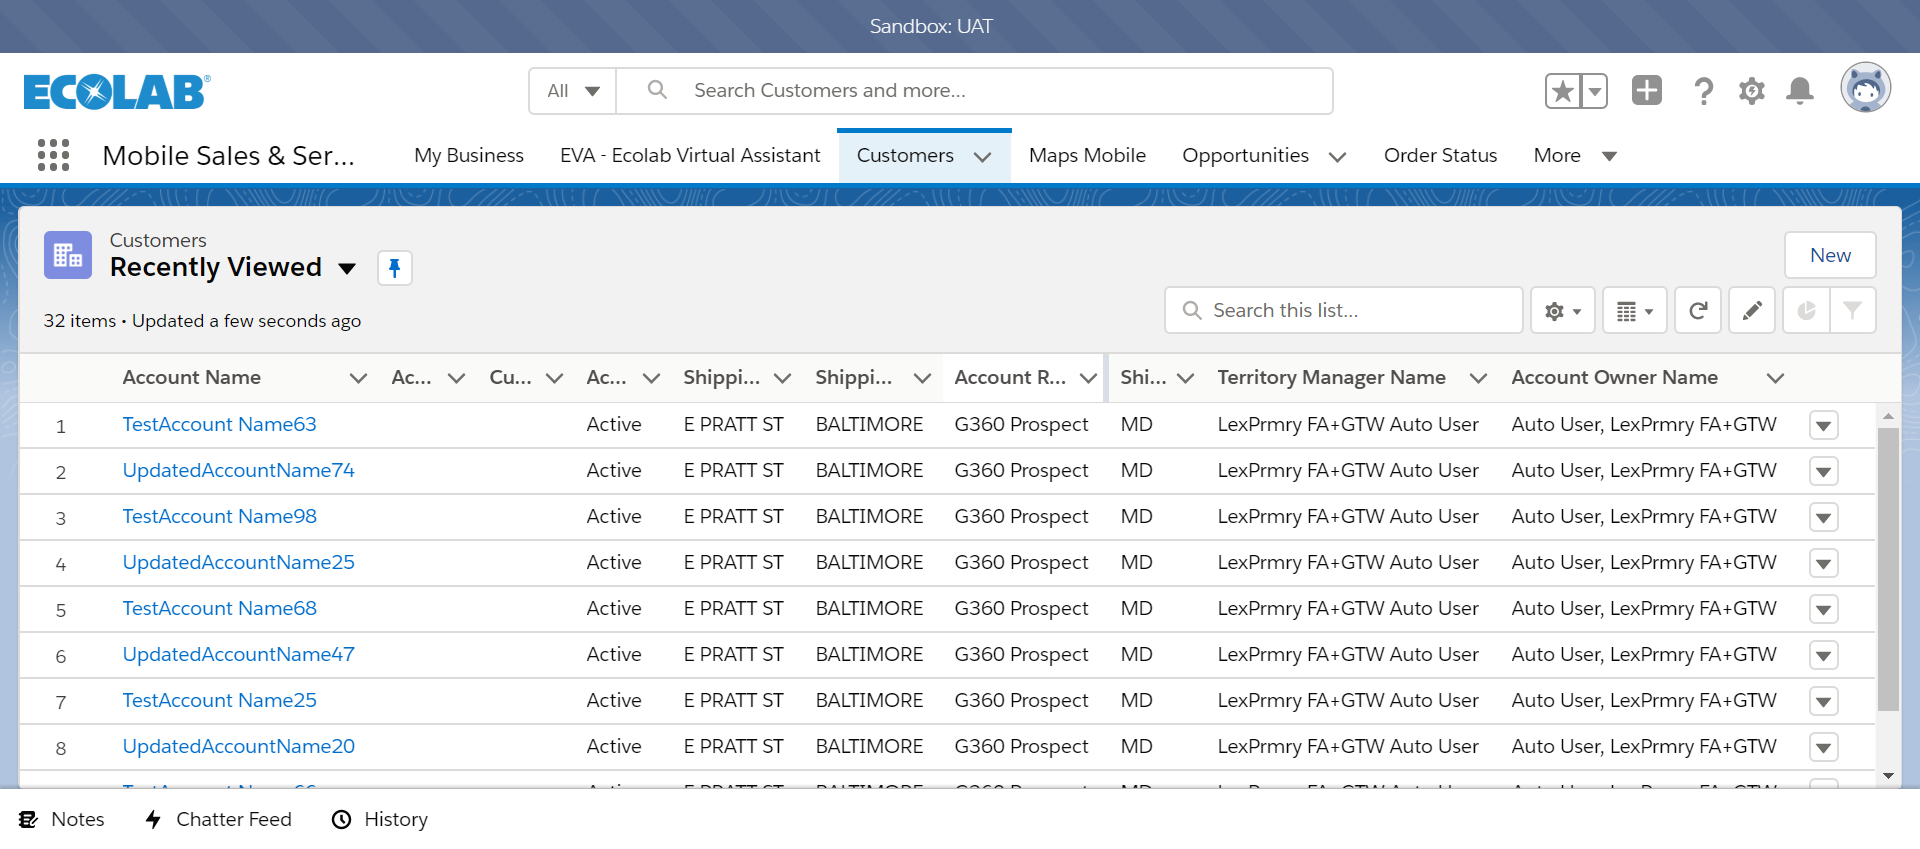 Sandbox: UAT
ECOLAB®
All
Search Customers and more...
Mobile Sales & Ser...
My Business
EVA - Ecolab Virtual Assistant
Customers
Maps Mobile
Opportunities
Order Status
More
Customers
Recently Viewed
New
32 items • Updated a few seconds ago
Search this list...
Account Name Ac... Cu... Ac... Shippi... Shippi... Account R... Shi... Territory Manager Name Account Owner Name
1 TestAccount Name63 Active E PRATT ST BALTIMORE G360 Prospect MD LexPrmry FA+GTW Auto User Auto User, LexPrmry FA+GTW
2 UpdatedAccountName74 Active E PRATT ST BALTIMORE G360 Prospect MD LexPrmry FA+GTW Auto User Auto User, LexPrmry FA+GTW
3 TestAccount Name98 Active E PRATT ST BALTIMORE G360 Prospect MD LexPrmry FA+GTW Auto User Auto User, LexPrmry FA+GTW
4 UpdatedAccountName25 Active E PRATT ST BALTIMORE G360 Prospect MD LexPrmry FA+GTW Auto User Auto User, LexPrmry FA+GTW
5 TestAccount Name68 Active E PRATT ST BALTIMORE G360 Prospect MD LexPrmry FA+GTW Auto User Auto User, LexPrmry FA+GTW
6 UpdatedAccountName47 Active E PRATT ST BALTIMORE G360 Prospect MD LexPrmry FA+GTW Auto User Auto User, LexPrmry FA+GTW
7 TestAccount Name25 Active E PRATT ST BALTIMORE G360 Prospect MD LexPrmry FA+GTW Auto User Auto User, LexPrmry FA+GTW
8 UpdatedAccountName20 Active E PRATT ST BALTIMORE G360 Prospect MD LexPrmry FA+GTW Auto User Auto User, LexPrmry FA+GTW
Notes
Chatter Feed
History